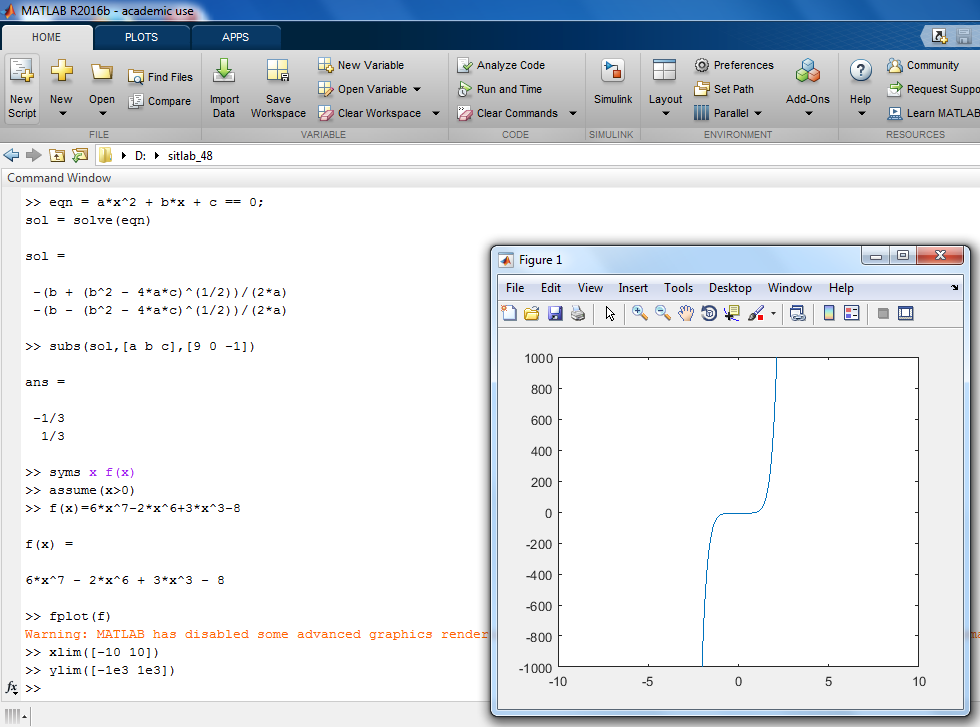 MATLAB R2016b - academic use
HOME PLOTS APPS
New Script
New
Open
Find Files
Compare
Import Data
Save Workspace
New Variable
Open Variable
Clear Workspace
Analyze Code
Run and Time
Clear Commands
Simulink
Layout
Preferences
Set Path
Parallel
Add-Ons
Help
Community
Request Suppo
Learn MATLAB
FILE VARIABLE CODE SIMULINK ENVIRONMENT RESOURCES
D: sitlab_48
Command Window
>> eqn = a*x^2 + b*x + c == 0;
sol = solve(eqn)
sol =
-(b + (b^2 - 4*a*c)^(1/2))/(2*a)
-(b - (b^2 - 4*a*c)^(1/2))/(2*a)
>> subs(sol,[a b c],[9 0 -1])
ans =
-1/3
1/3
>> syms x f(x)
>> assume(x>0)
>> f(x)=6*x^7-2*x^6+3*x^3-8
f(x) =
6*x^7 - 2*x^6 + 3*x^3 - 8
>> fplot(f)
Warning: MATLAB has disabled some advanced graphics render
>> xlim([-10 10])
>> ylim([-1e3 1e3])
fx >>
Figure 1
File Edit View Insert Tools Desktop Window Help
1000
800
600
400
200
0
-200
-400
-600
-800
-1000
-10 -5 0 5 10